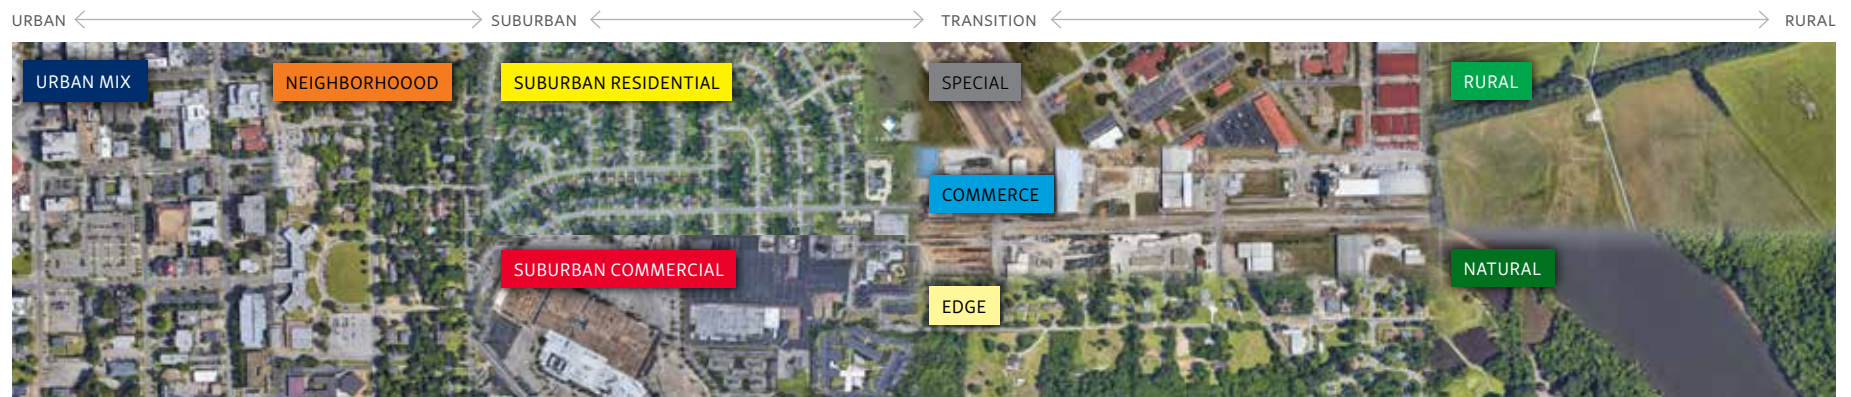 URBAN SUBURBAN TRANSITION RURAL
URBAN MIX
NEIGHBORHOOOD
SUBURBAN RESIDENTIAL
SUBURBAN COMMERCIAL
SPECIAL
COMMERCE
EDGE
RURAL
NATURAL